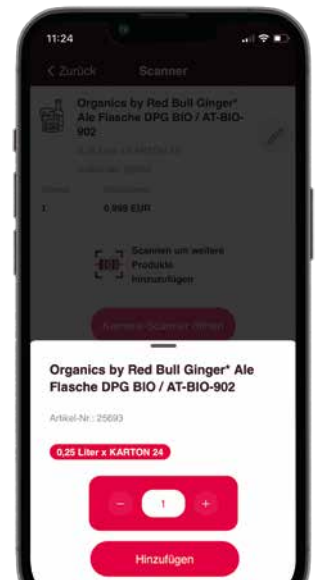 11:24
< Zurück Scanner
Organics by Red Bull Ginger*
Ale Flasche DPG BIO / AT-BIO-
902
0,998 EUR
Scannen um weitere
Produkte
hinzuzufügen
Organics by Red Bull Ginger* Ale
Flasche DPG BIO / AT-BIO-902
Artikel-Nr.: 25693
0,25 Liter x KARTON 24
− 1 +
Hinzufügen